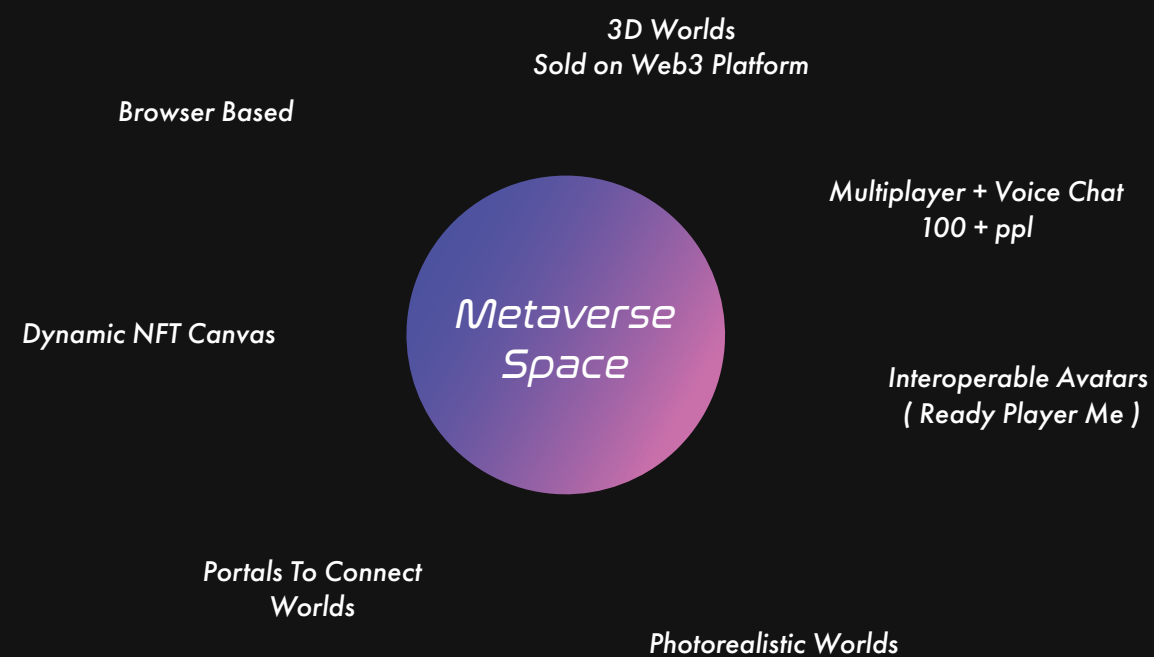 3D Worlds
Sold on Web3 Platform
Browser Based
Multiplayer + Voice Chat
100 + ppl
Metaverse
Space
Dynamic NFT Canvas
Interoperable Avatars
( Ready Player Me )
Portals To Connect
Worlds
Photorealistic Worlds